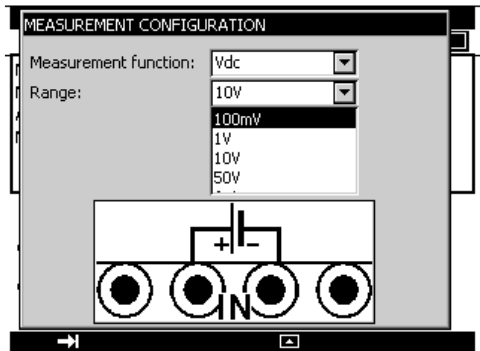 MEASUREMENT CONFIGURATION
Measurement function: Vdc
Range: 10V
100mV
1V
10V
50V
+ -
IN